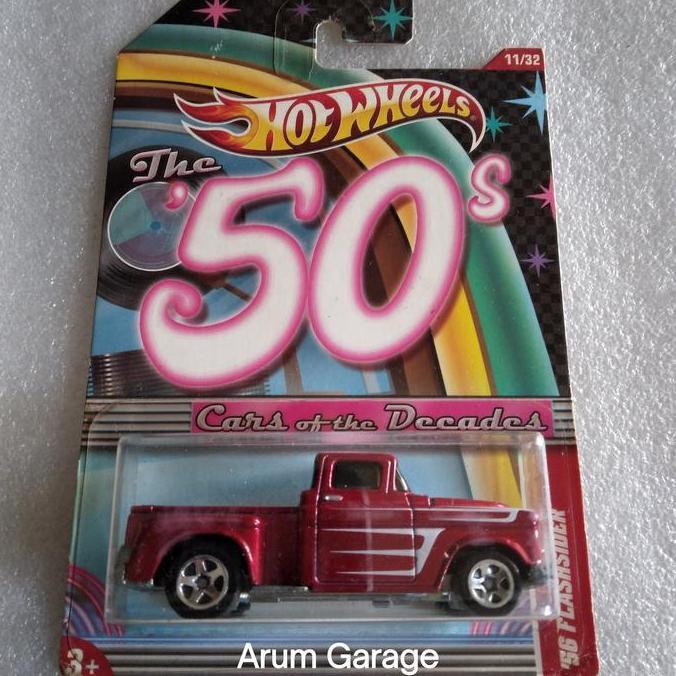 11/32
HOT WHEELS
The
'50s
Cars of the Decades
'56 FLASHSIDER
3+
Arum Garage